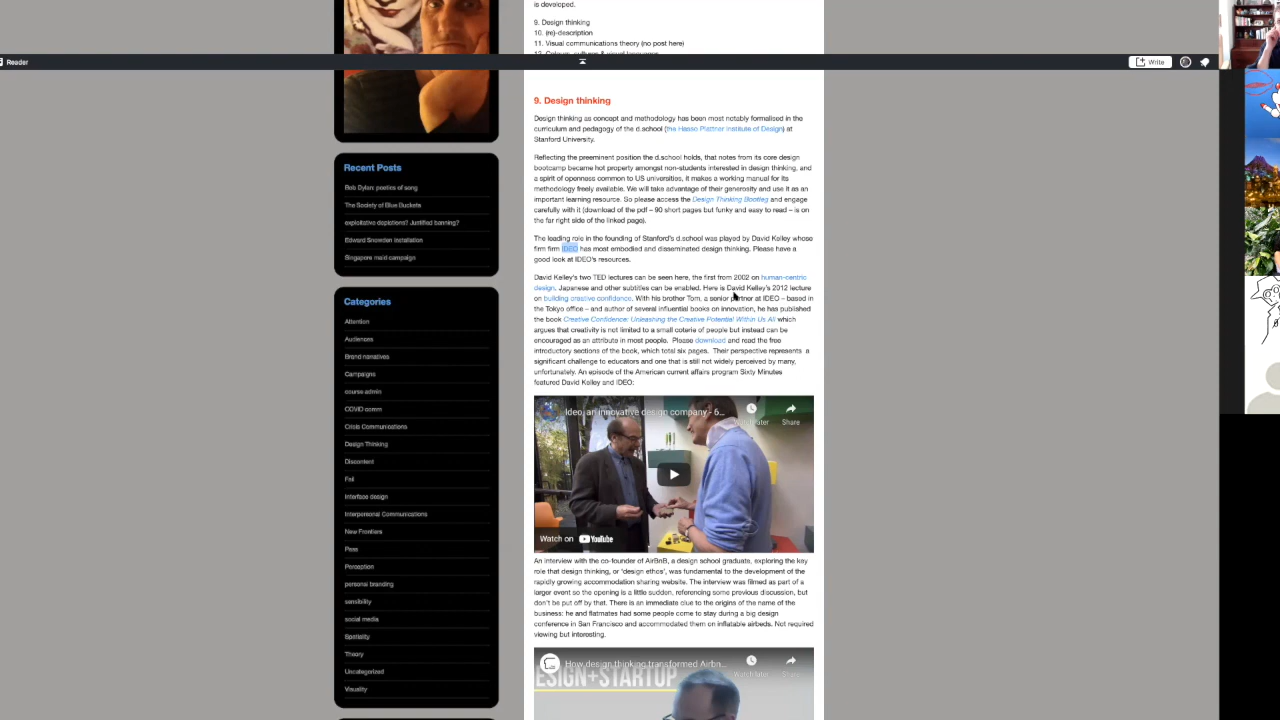 is developed.
9. Design thinking
10. (re)-description
11. Visual communications theory (no post here)
Reader
Write
9. Design thinking
Design thinking as concept and methodology has been most notably formalised in the
curriculum and pedagogy of the d.school (the Hasso Plattner Institute of Design) at
Stanford University.
Reflecting the preeminent position the d.school holds, that notes from its core design
bootcamp became hot property amongst non-students interested in design thinking, and
a spirit of openness common to US universities, it makes a working manual for its
methodology freely available. We will take advantage of their generosity and use it as an
important learning resource. So please access the Design Thinking Bootleg and engage
carefully with it (download of the pdf – 90 short pages but funky and easy to read – is on
the far right side of the linked page).
The leading role in the founding of Stanford's d.school was played by David Kelley whose
firm firm IDEO has most embodied and disseminated design thinking. Please have a
good look at IDEO's resources.
David Kelley's two TED lectures can be seen here, the first from 2002 on human-centric
design. Japanese and other subtitles can be enabled. Here is David Kelley's 2012 lecture
on building creative confidence. With his brother Tom, a senior partner at IDEO – based in
the Tokyo office – and author of several influential books on innovation, he has published
the book Creative Confidence: Unleashing the Creative Potential Within Us All which
argues that creativity is not limited to a small coterie of people but instead can be
encouraged as an attribute in most people. Please download and read the free
introductory sections of the book, which total six pages. Their perspective represents a
significant challenge to educators and one that is still not widely perceived by many,
unfortunately. An episode of the American current affairs program Sixty Minutes
featured David Kelley and IDEO:
Ideo, an innovative design company - 6...
Watch later
Share
Watch on YouTube
An interview with the co-founder of AirBnB, a design school graduate, exploring the key
role that design thinking, or 'design ethos', was fundamental to the development of the
rapidly growing accommodation sharing website. The interview was filmed as part of a
larger event so the opening is a little sudden, referencing some previous discussion, but
don't be put off by that. There is an immediate clue to the origins of the name of the
business: he and flatmates had some people come to stay during a big design
conference in San Francisco and accommodated them on inflatable airbeds. Not required
viewing but interesting.
How design thinking transformed Airbn...
Watch later
Share
ESIGN+STARTUP
Recent Posts
Bob Dylan: poetics of song
The Society of Blue Buckets
exploitative depictions? Justified banning?
Edward Snowden installation
Singapore maid campaign
Categories
Attention
Audiences
Brand narratives
Campaigns
course admin
COVID comm
Crisis Communications
Design Thinking
Discontent
Fail
Interface design
Interpersonal Communications
New Frontiers
Pass
Perception
personal branding
sensibility
social media
Spatiality
Theory
Uncategorized
Visuality